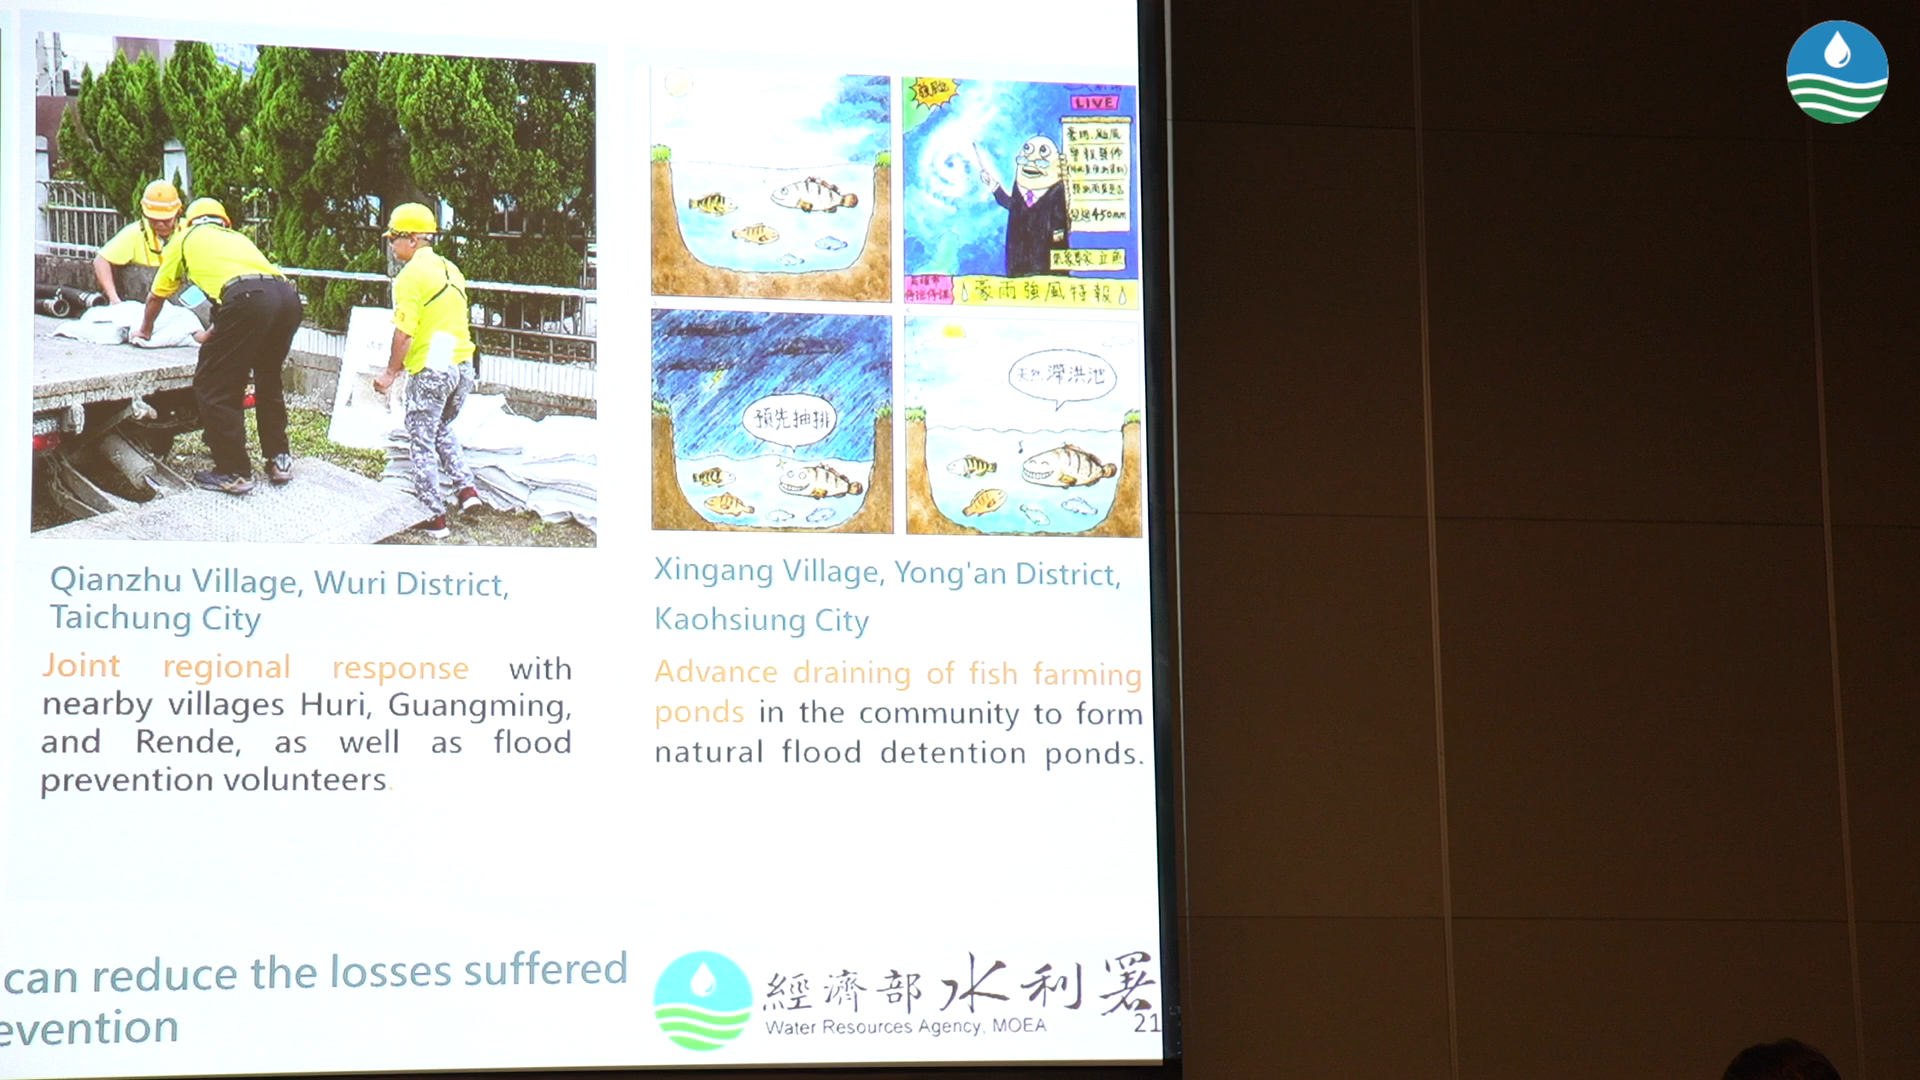 LIVE
豪雨強風特報
預先抽排
天然滯洪池
Qianzhu Village, Wuri District,
Taichung City
Joint regional response with
nearby villages Huri, Guangming,
and Rende, as well as flood
prevention volunteers.
Xingang Village, Yong'an District,
Kaohsiung City
Advance draining of fish farming
ponds in the community to form
natural flood detention ponds.
can reduce the losses suffered
evention
經濟部水利署
Water Resources Agency, MOEA
21